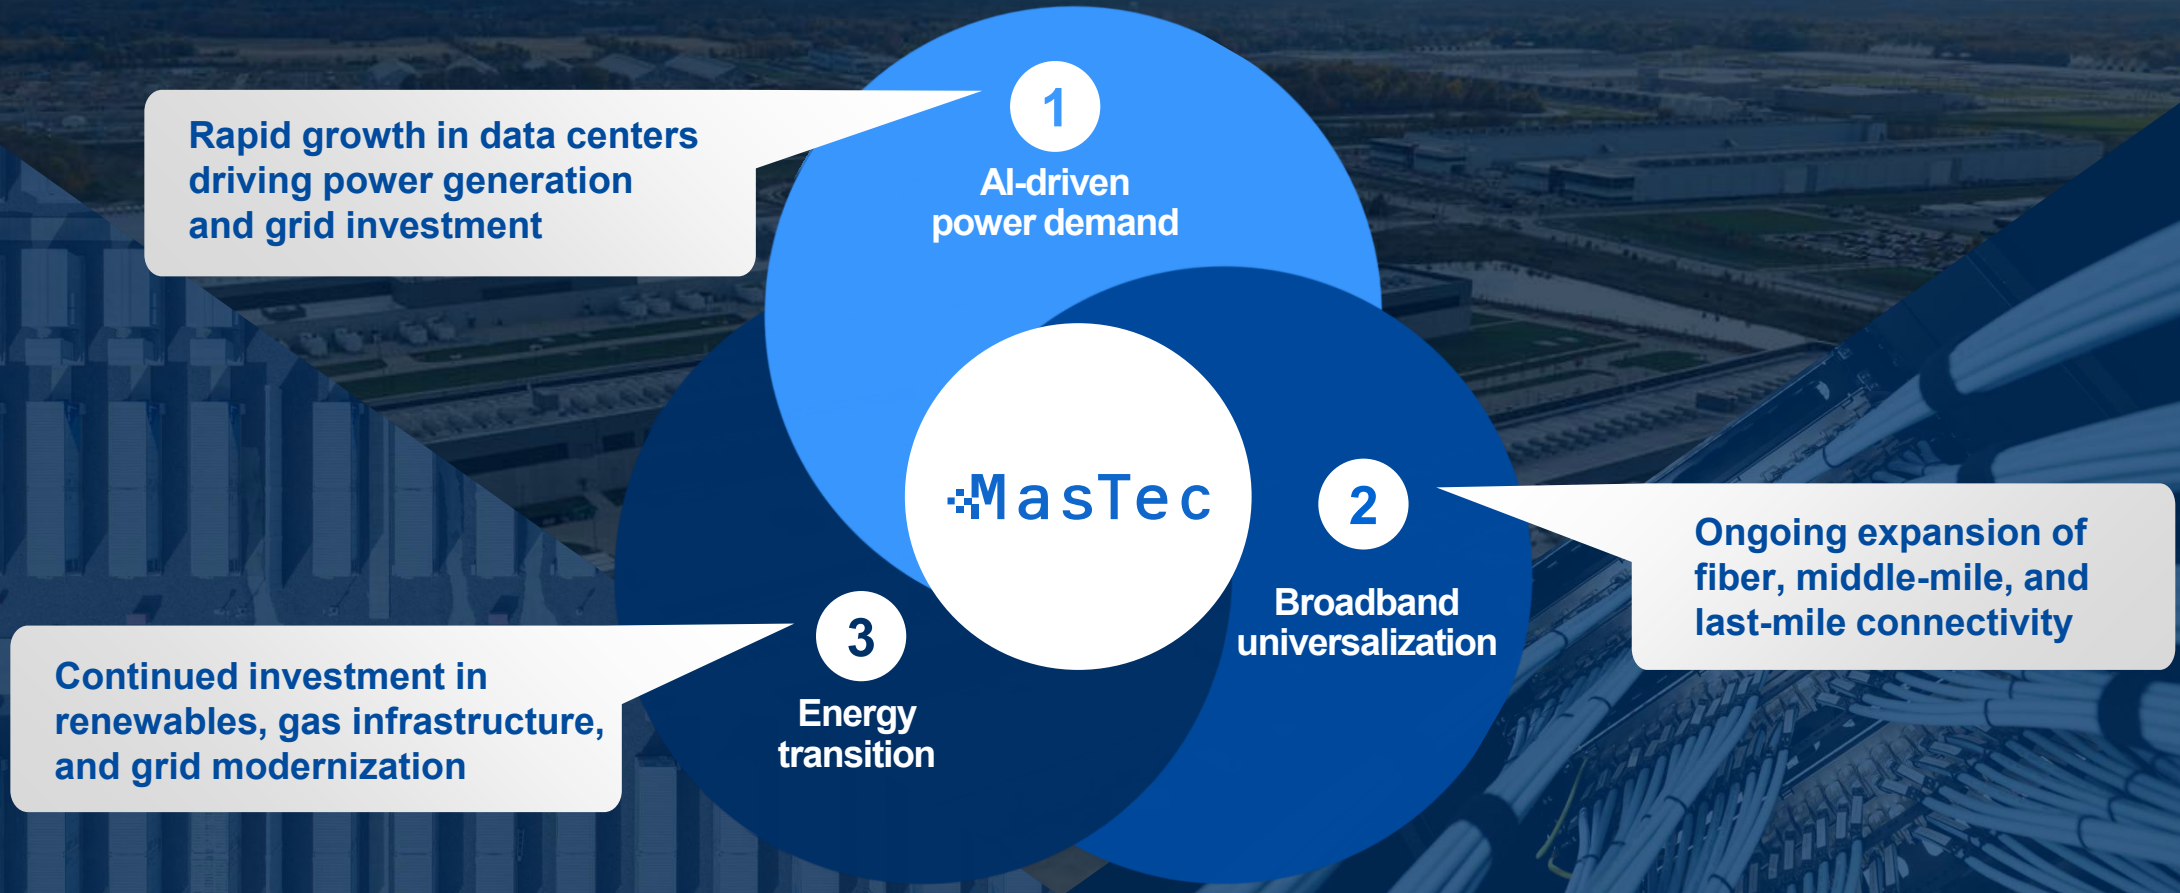 1
AI-driven
power demand
Rapid growth in data centers
driving power generation
and grid investment
MasTec
2
Broadband
universalization
Ongoing expansion of
fiber, middle-mile, and
last-mile connectivity
3
Energy
transition
Continued investment in
renewables, gas infrastructure,
and grid modernization